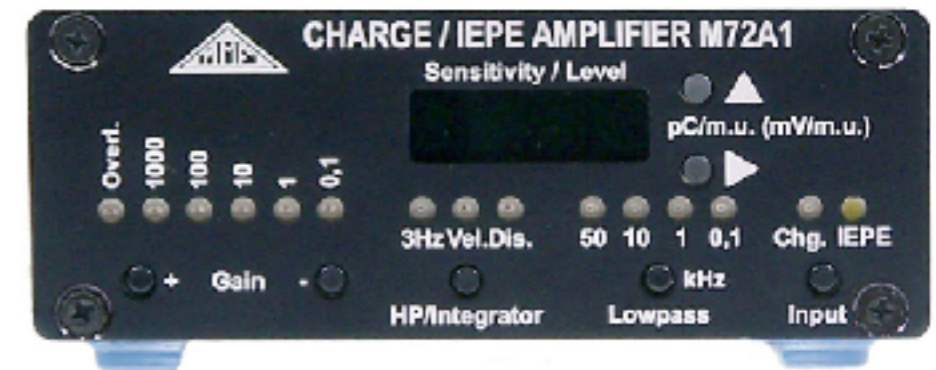 CHARGE / IEPE AMPLIFIER M72A1
Sensitivity / Level
pC/m.u. (mV/m.u.)
Overl. 1000 100 10 1 0,1
3Hz Vel. Dis. 50 10 1 0,1 Chg. IEPE
+ Gain - kHz
HP/Integrator Lowpass Input